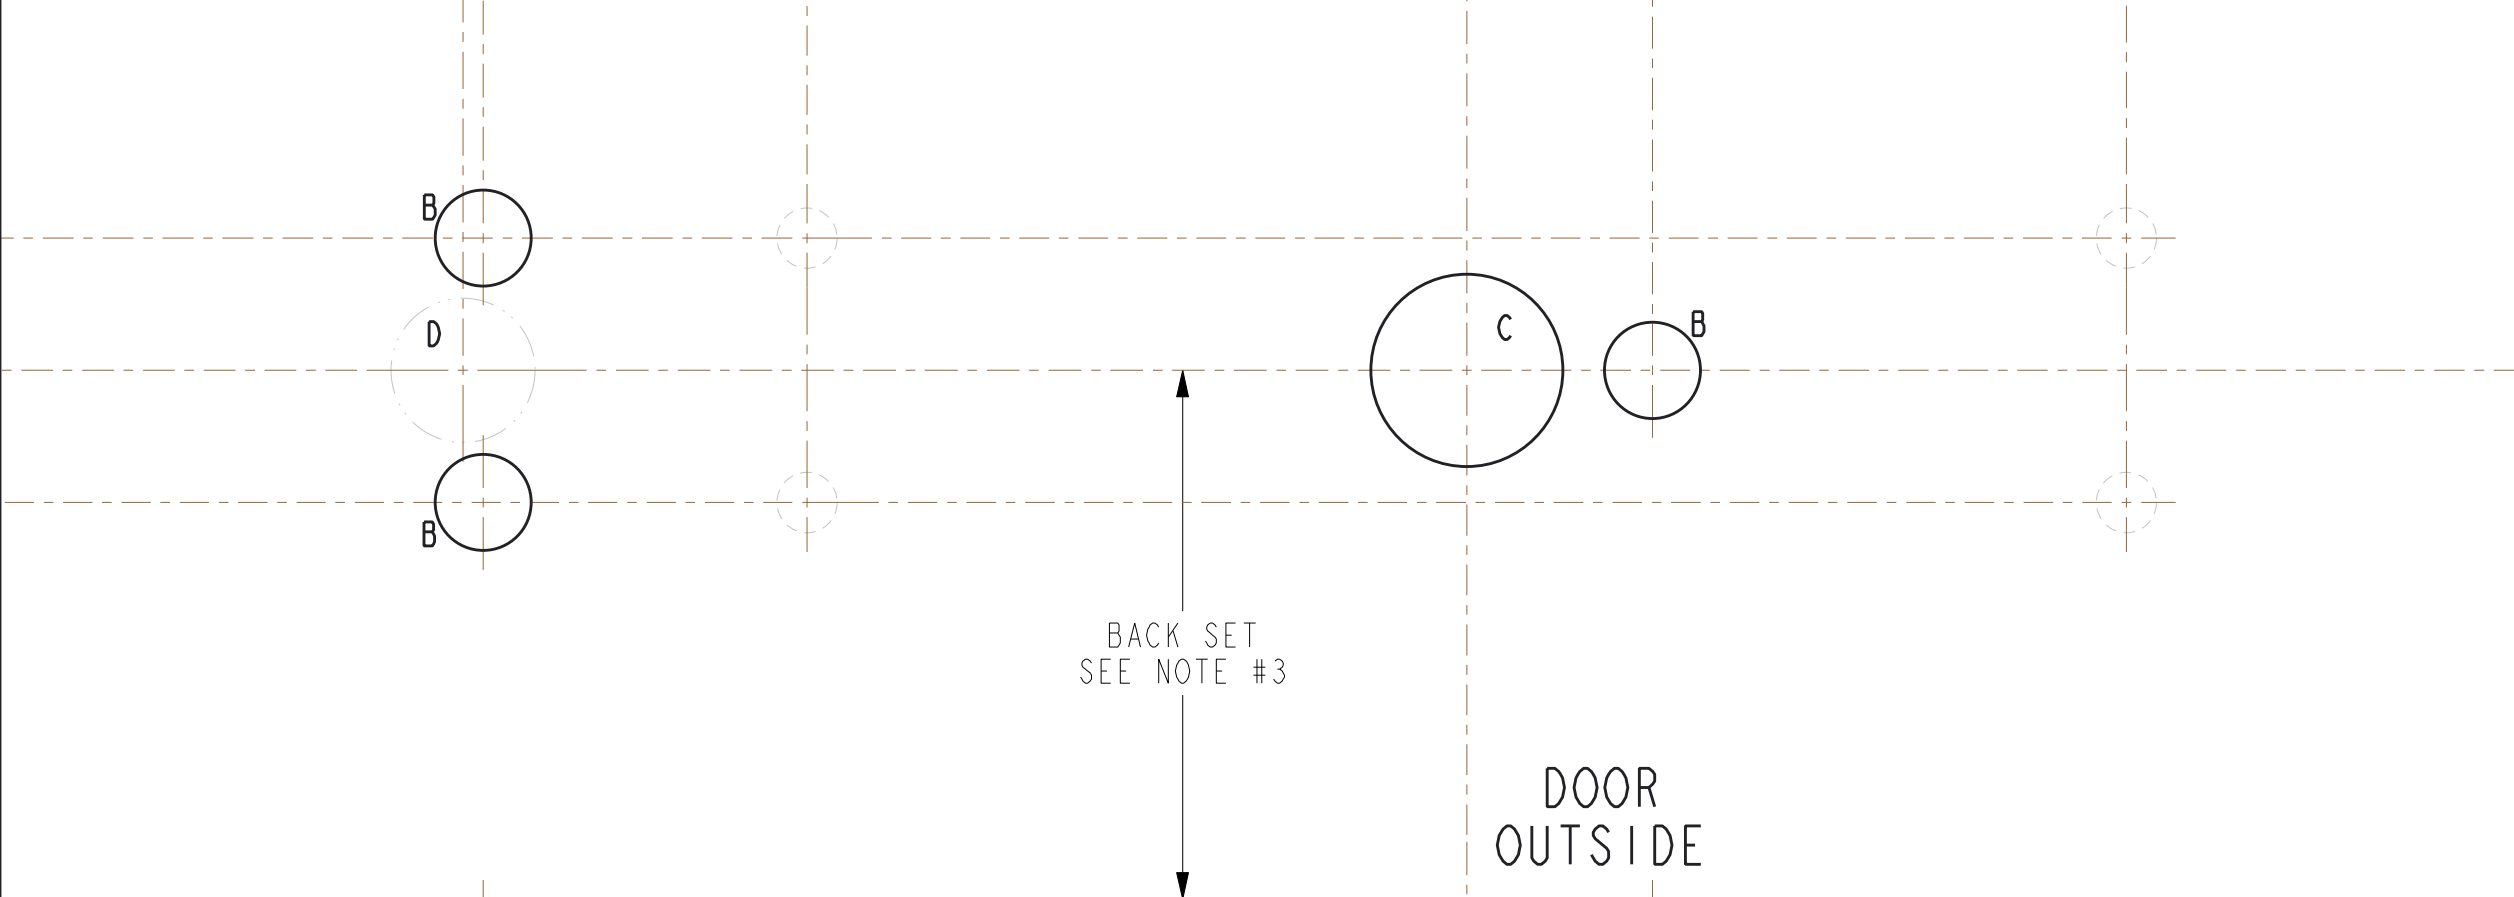 B
D
C
B
B
BACK SET
SEE NOTE #3
DOOR
OUTSIDE